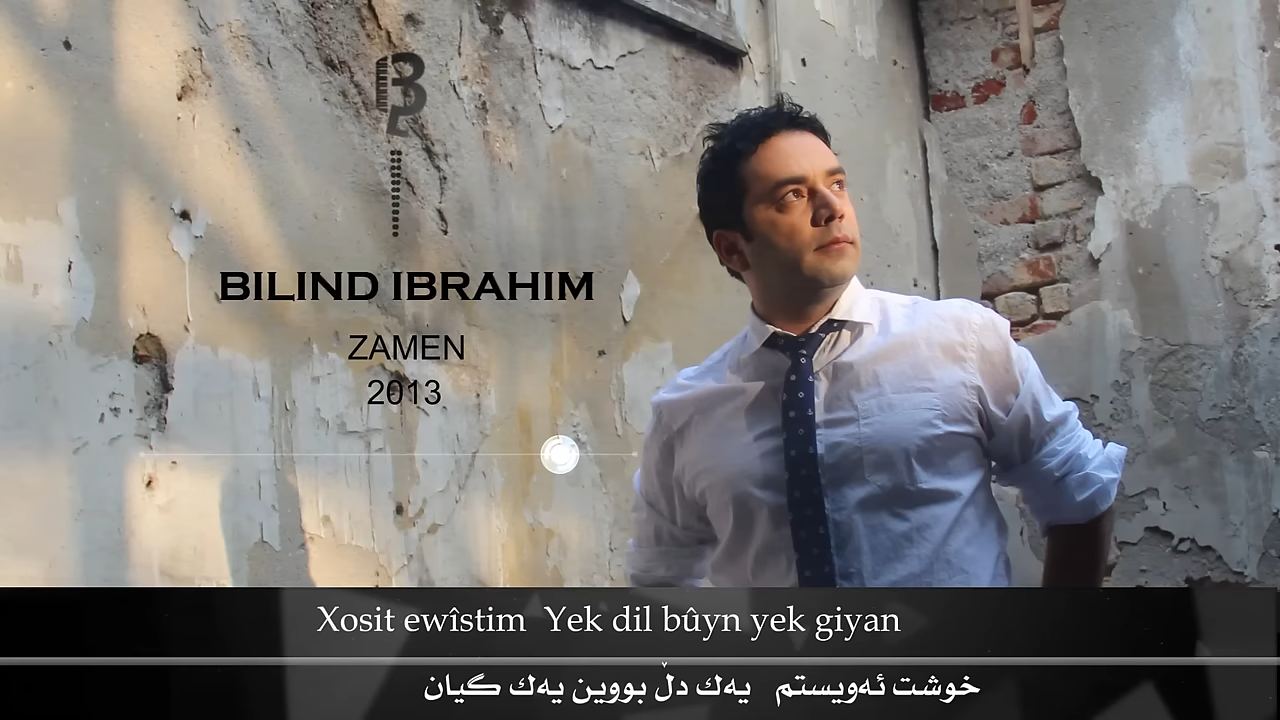 BILIND IBRAHIM
ZAMEN
2013
Xosit ewîstim  Yek dil bûyn yek giyan
خوشت ئەویستم   یەك دڵ بووین یەك گیان